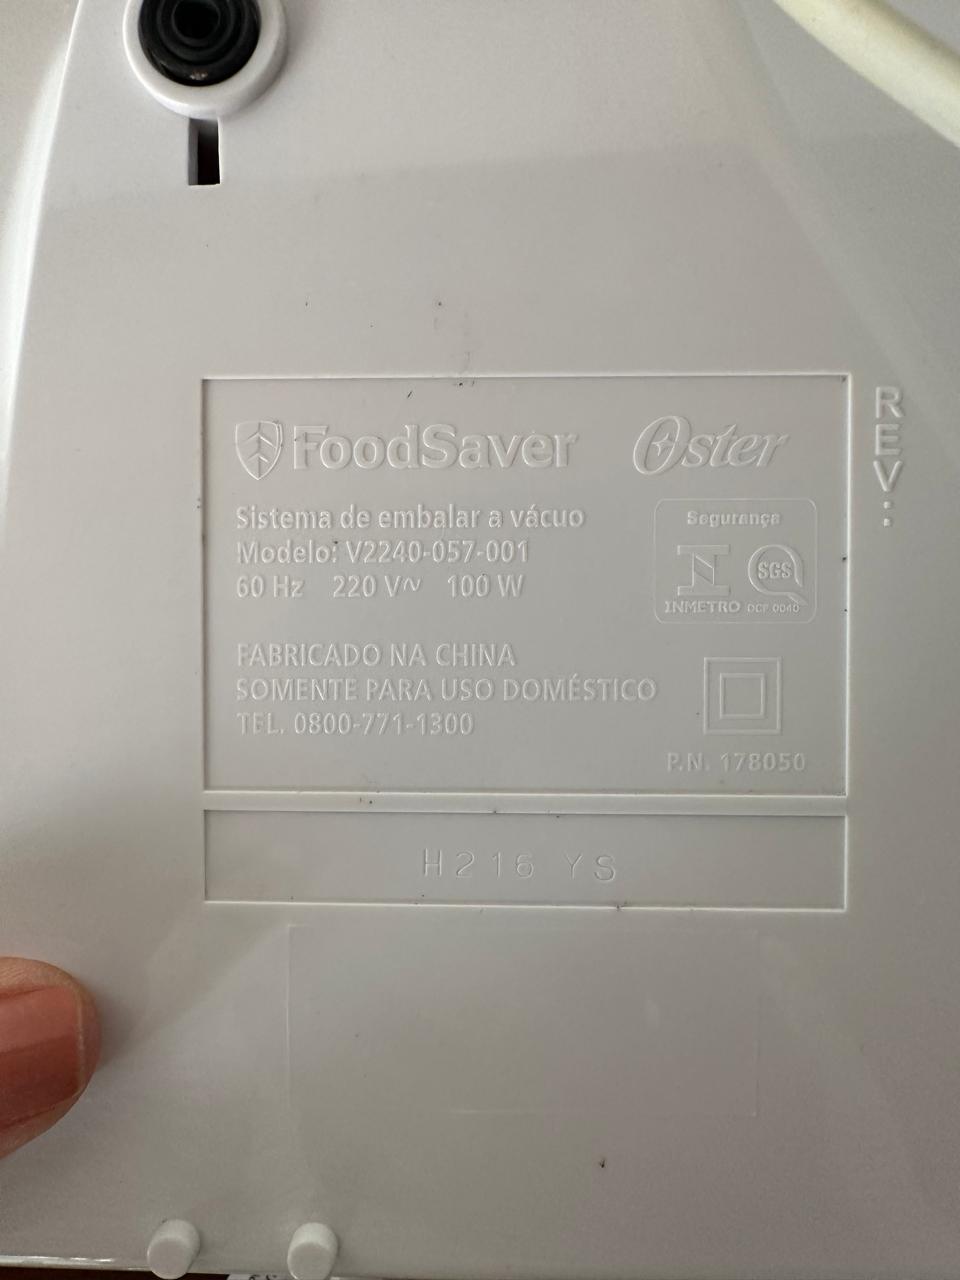 FoodSaver Oster
Sistema de embalar a vácuo
Modelo: V2240-057-001
60 Hz 220 V~ 100 W
Segurança
INMETRO
SGS
OCP 0040
FABRICADO NA CHINA
SOMENTE PARA USO DOMÉSTICO
TEL. 0800-771-1300
P.N. 178050
H216 YS
REV.: